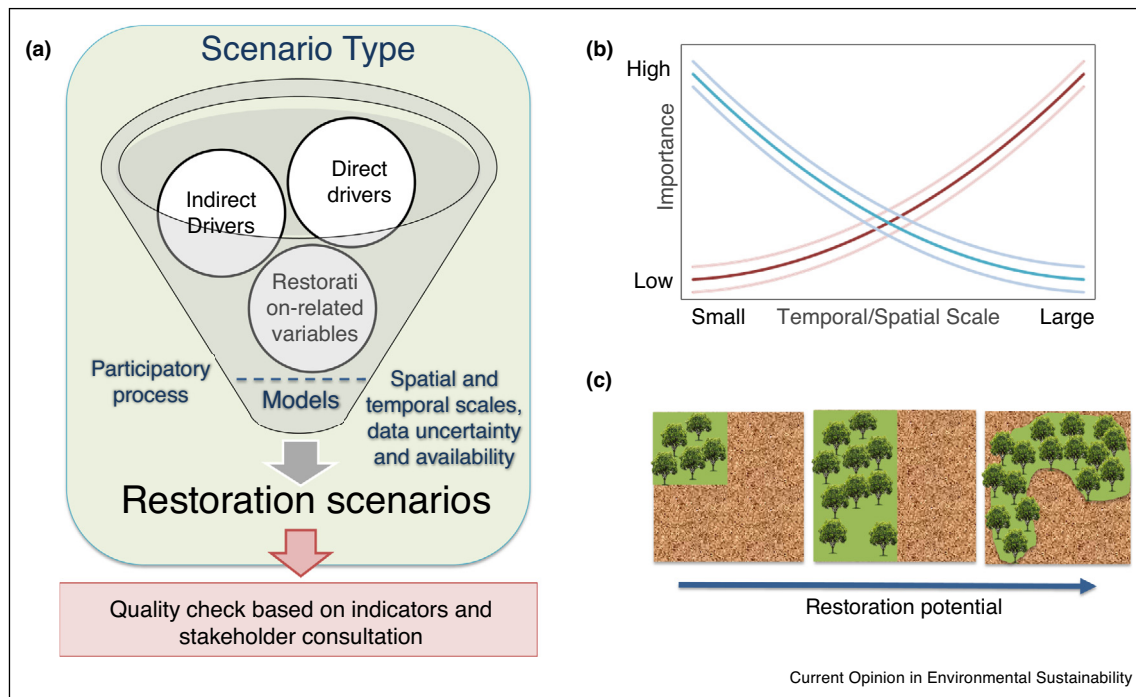 (a)
Scenario Type
Indirect
Drivers
Direct
drivers
Restorati
on-related
variables
Participatory
process
Models
Spatial and
temporal scales,
data uncertainty
and availability
Restoration scenarios
Quality check based on indicators and
stakeholder consultation
(b)
High
Importance
Low
Small Temporal/Spatial Scale Large
(c)
Restoration potential
Current Opinion in Environmental Sustainability